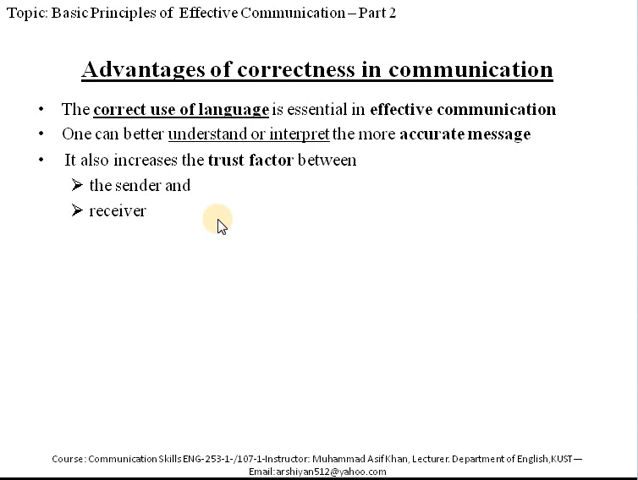 Topic: Basic Principles of Effective Communication – Part 2
Advantages of correctness in communication
• The correct use of language is essential in effective communication
• One can better understand or interpret the more accurate message
• It also increases the trust factor between
➢ the sender and
➢ receiver
Course: Communication Skills ENG-253-1-/107-1-Instructor: Muhammad Asif Khan, Lecturer. Department of English,KUST—
Email:arshiyan512@yahoo.com